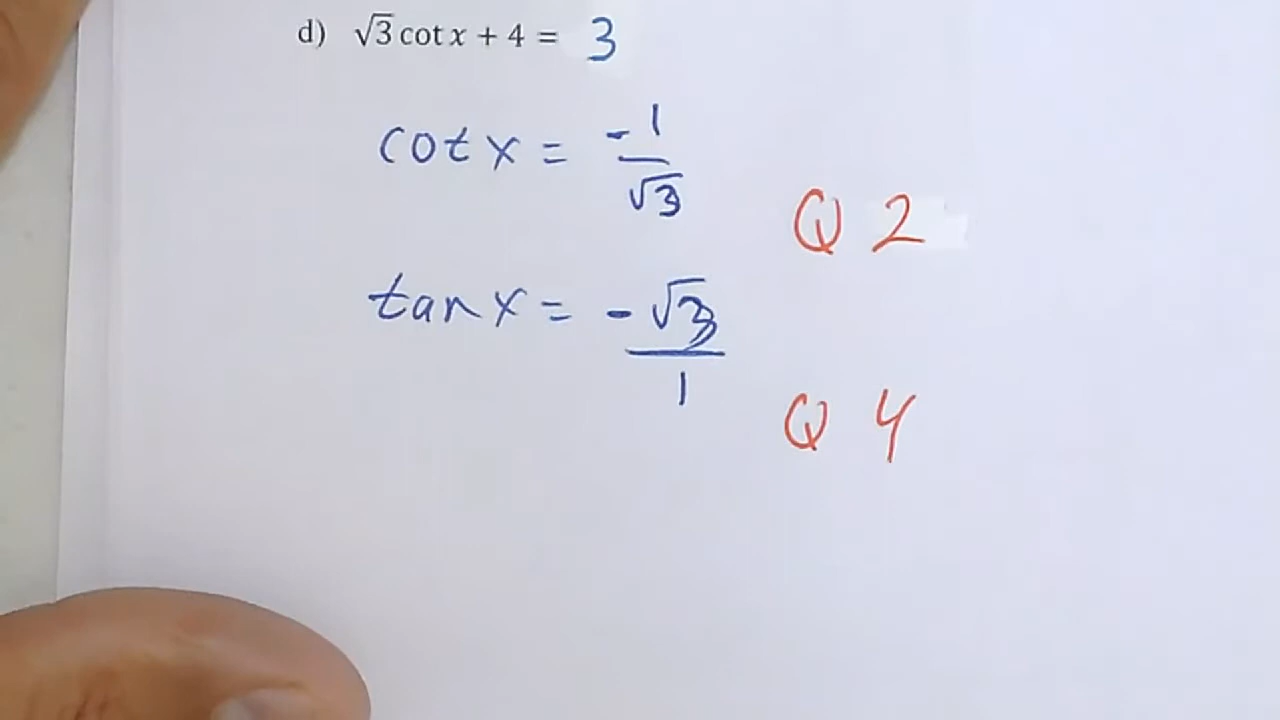 d) √3 cot x + 4 = 3
cot x = -1/√3
Q 2
tan x = -√3/1
Q 4